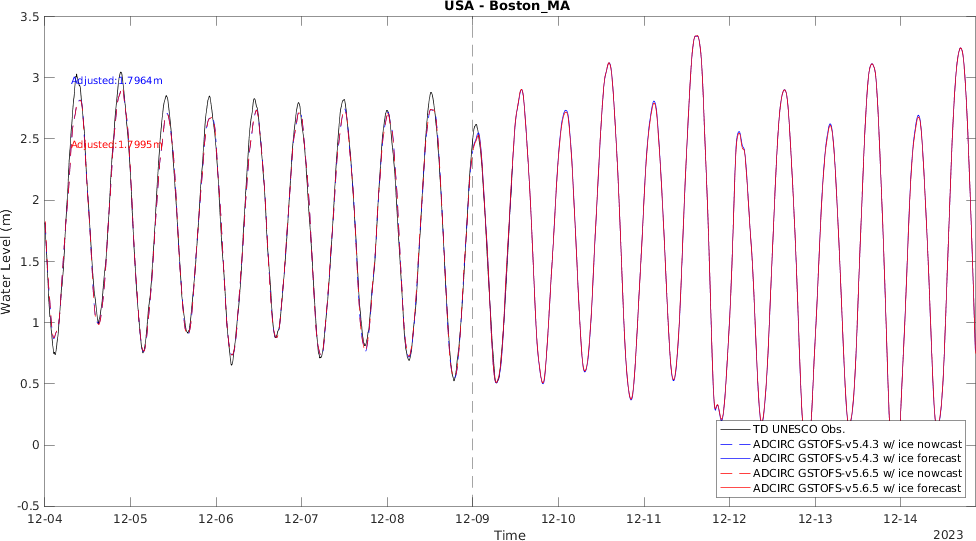 USA - Boston_MA
3.5
3
2.5
2
1.5
1
0.5
0
-0.5
Water Level (m)
Adjusted:1.7964m
Adjusted:1.7995m
TD UNESCO Obs.
ADCIRC GSTOFS-v5.4.3 w/ ice nowcast
ADCIRC GSTOFS-v5.4.3 w/ ice forecast
ADCIRC GSTOFS-v5.6.5 w/ ice nowcast
ADCIRC GSTOFS-v5.6.5 w/ ice forecast
12-04 12-05 12-06 12-07 12-08 12-09 12-10 12-11 12-12 12-13 12-14
Time
2023